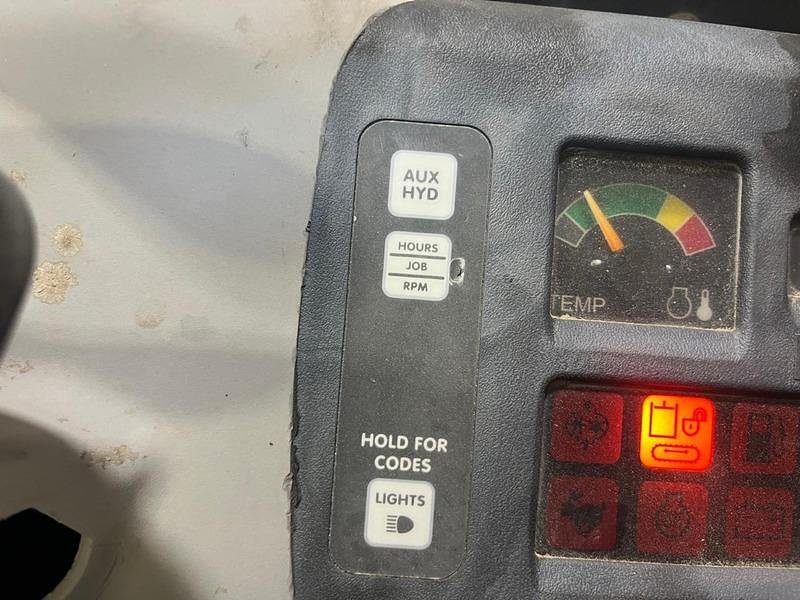 AUX
HYD
HOURS
JOB
RPM
TEMP
HOLD FOR
CODES
LIGHTS